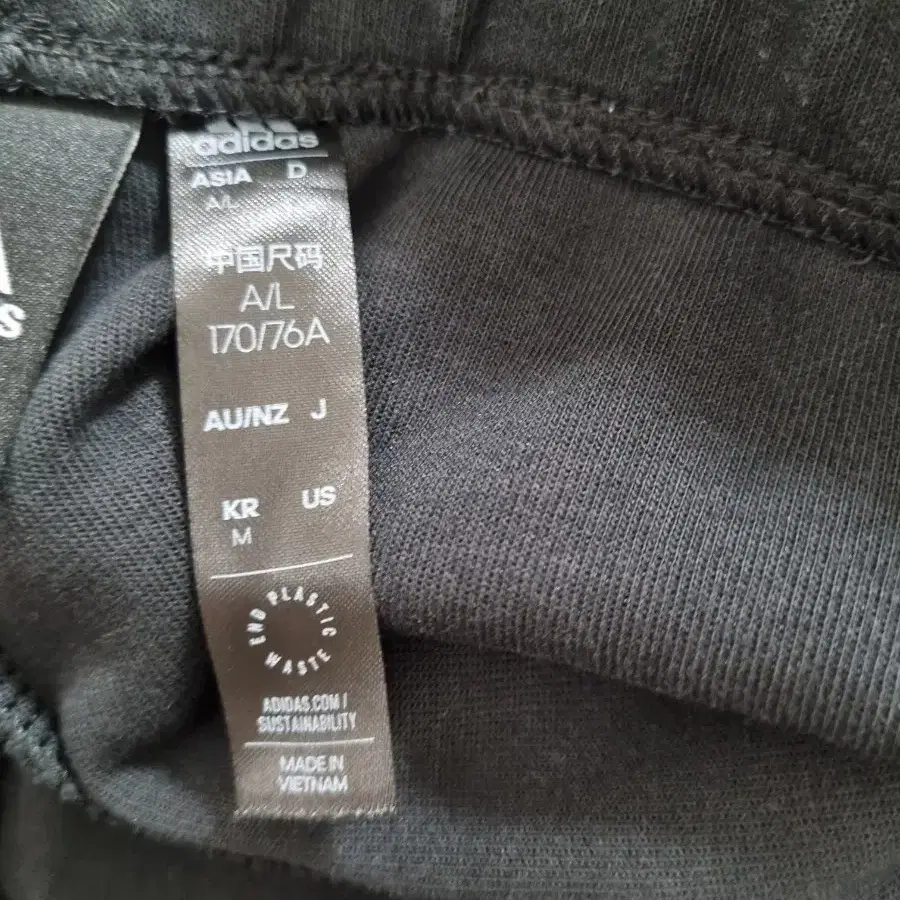 adidas
ASIA D
A/L
中国尺码
A/L
170/76A
AU/NZ J
KR US
M
END PLASTIC WASTE
ADIDAS.COM/
SUSTAINABILITY
MADE IN
VIETNAM
S